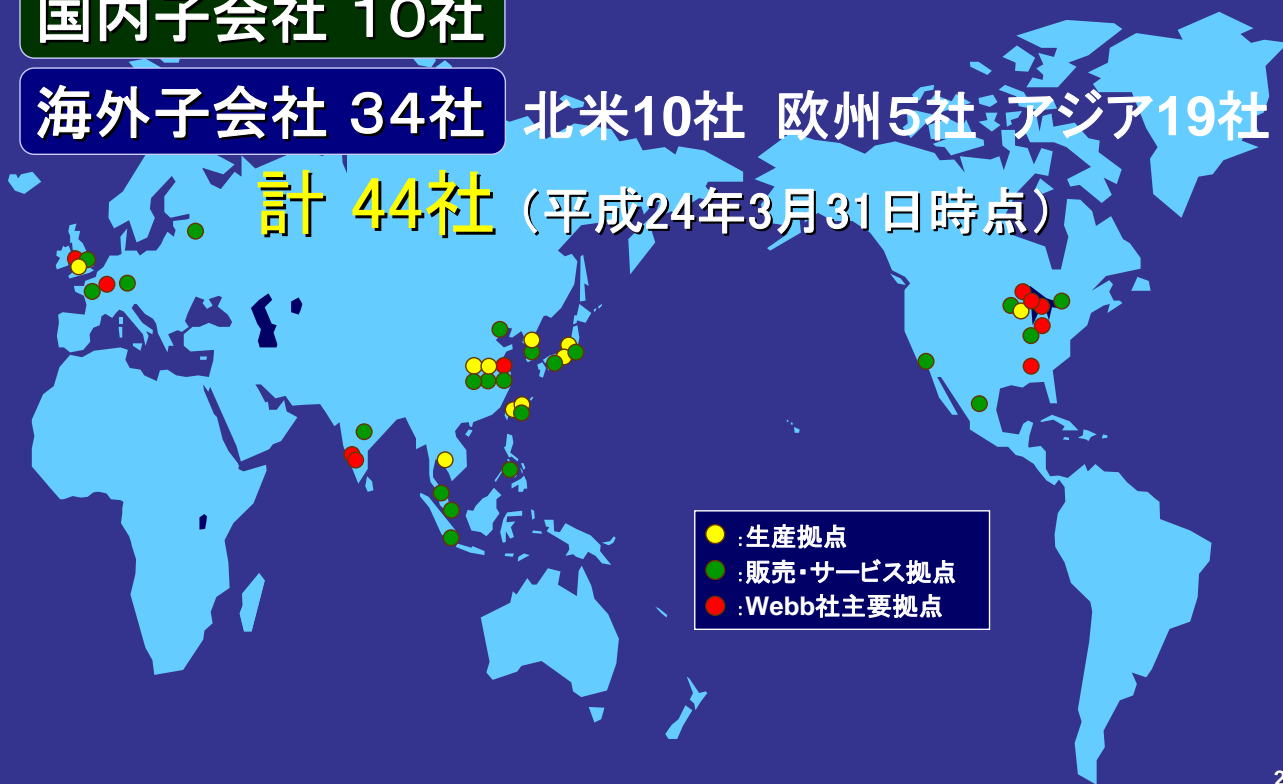 国内子会社 10社
海外子会社 34社 北米10社 欧州5社 アジア19社
計 44社（平成24年3月31日時点）
：生産拠点
：販売・サービス拠点
：Webb社主要拠点
2